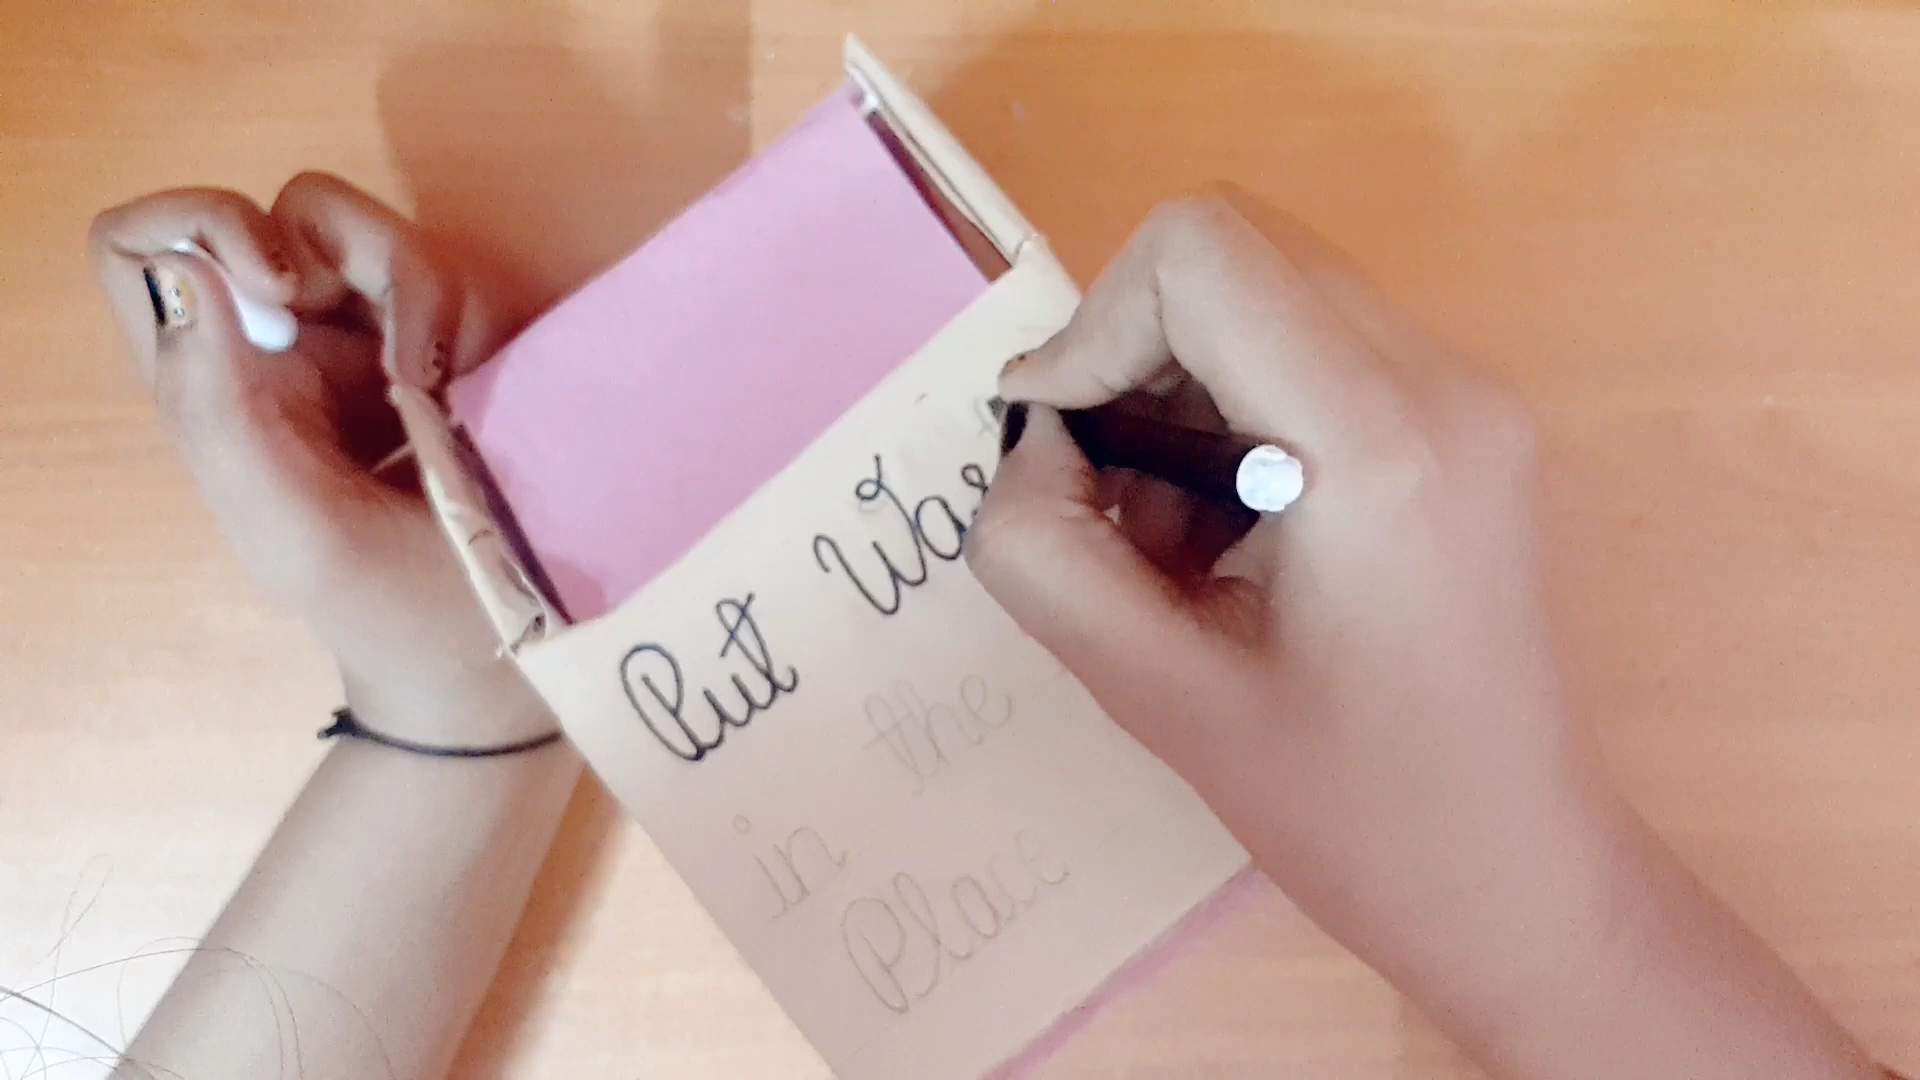 Put Was
in the
Place